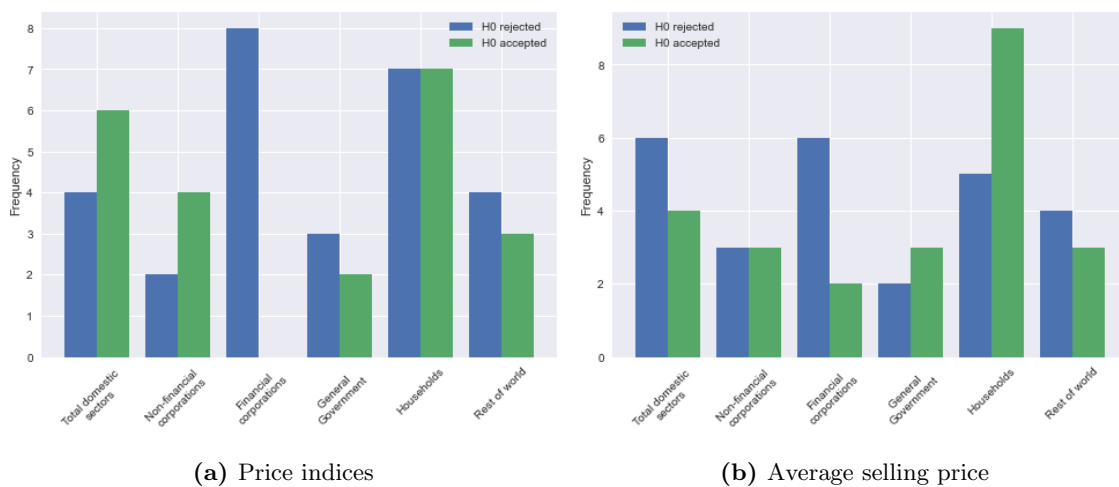 H0 rejected
H0 accepted
Frequency
8
7
6
5
4
3
2
1
0
Total domestic
sectors
Non-financial
corporations
Financial
corporations
General
Government
Households
Rest of world
(a) Price indices
H0 rejected
H0 accepted
Frequency
8
6
4
2
0
Total domestic
sectors
Non-financial
corporations
Financial
corporations
General
Government
Households
Rest of world
(b) Average selling price